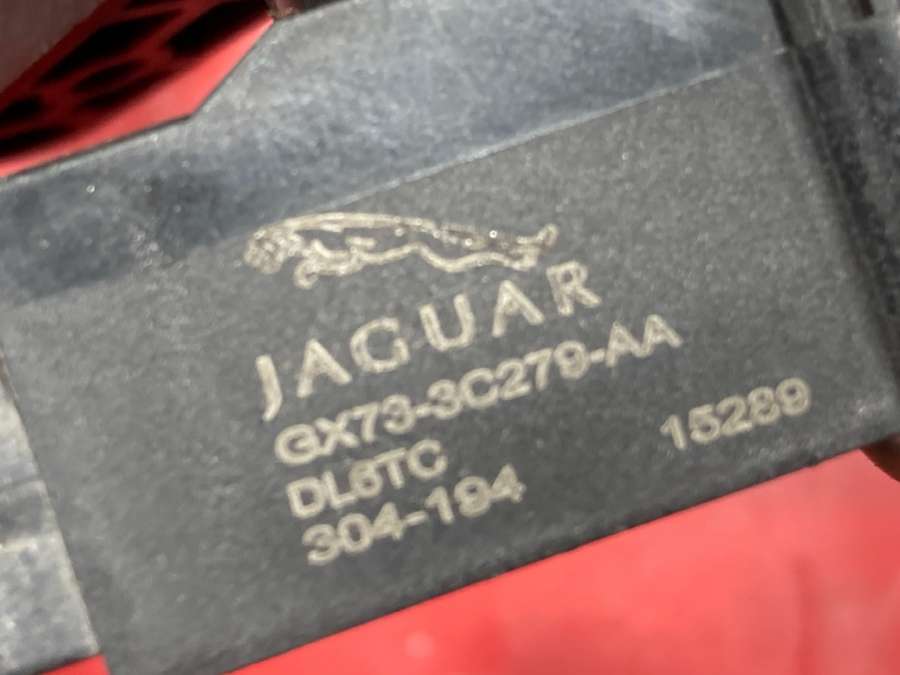 JAGUAR
GX73-3C279-AA
DL6TC
15289
304-194